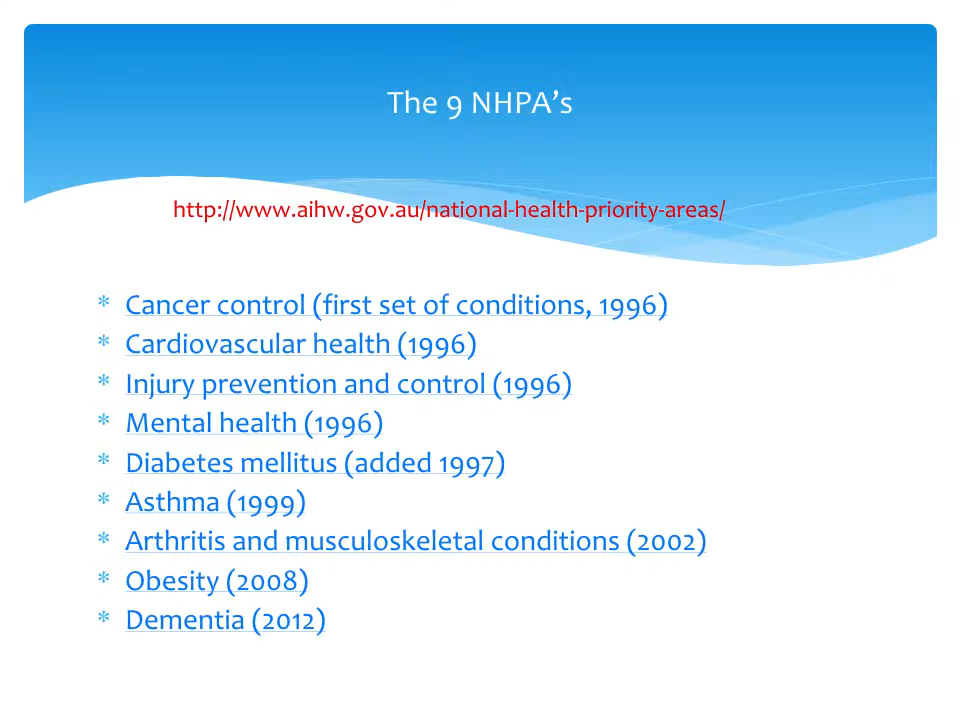 The 9 NHPA’s
http://www.aihw.gov.au/national-health-priority-areas/
* Cancer control (first set of conditions, 1996)
* Cardiovascular health (1996)
* Injury prevention and control (1996)
* Mental health (1996)
* Diabetes mellitus (added 1997)
* Asthma (1999)
* Arthritis and musculoskeletal conditions (2002)
* Obesity (2008)
* Dementia (2012)